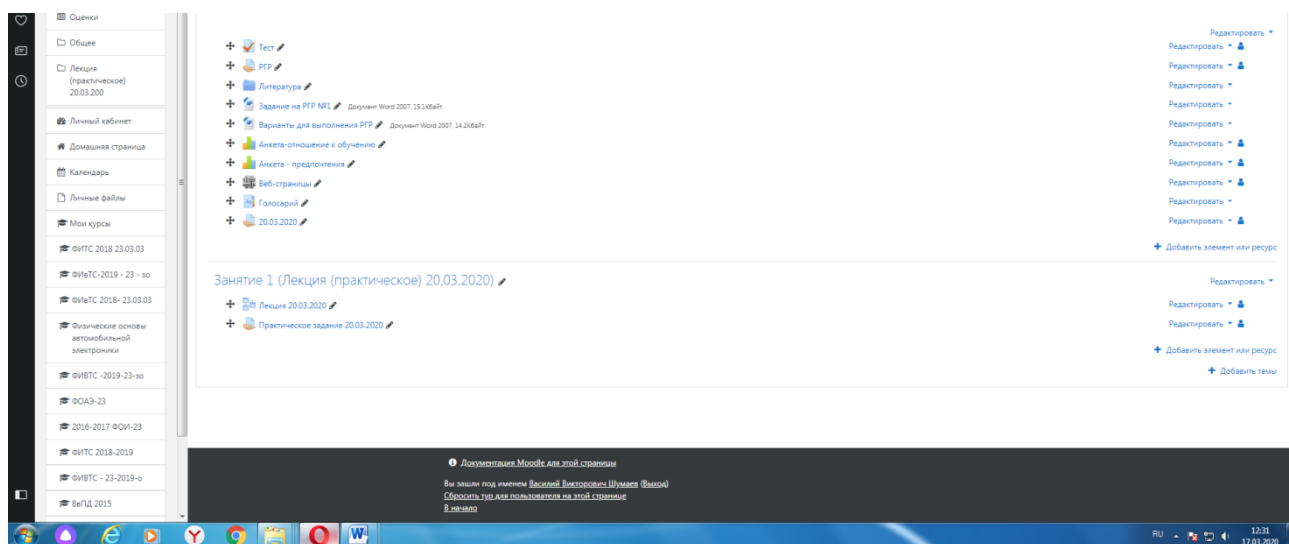 Оценки
Общее
Лекция
(практическое)
20.03.200
Личный кабинет
Домашняя страница
Календарь
Личные файлы
Мои курсы
ФИТС 2018 23.03.03
ФИвТС-2019 - 23 - зо
ФИвТС 2018- 23.03.03
Физические основы
автомобильной
электроники
ФИВТС -2019-23-зо
ФОАЭ-23
2016-2017 ФОИ-23
ФИТС 2018-2019
ФИВТС - 23-2019-о
ВеПД 2015
Редактировать
Тест Редактировать
РГР Редактировать
Литература Редактировать
Задание на РГР №1 Документ Word 2007, 15.1Кбайт Редактировать
Варианты для выполнения РГР Документ Word 2007, 14.2Кбайт Редактировать
Анкета-отношение к обучению Редактировать
Анкета - предпочтения Редактировать
Веб-страницы Редактировать
Голосарий Редактировать
20.03.2020 Редактировать
Добавить элемент или ресурс
Занятие 1 (Лекция (практическое) 20.03.2020) Редактировать
Лекция 20.03.2020 Редактировать
Практическое задание 20.03.2020 Редактировать
Добавить элемент или ресурс
Добавить темы
Документация Moodle для этой страницы
Вы зашли под именем Василий Викторович Шумаев (Выход)
Сбросить тур для пользователя на этой странице
В начало
RU 12:31
17.03.2020